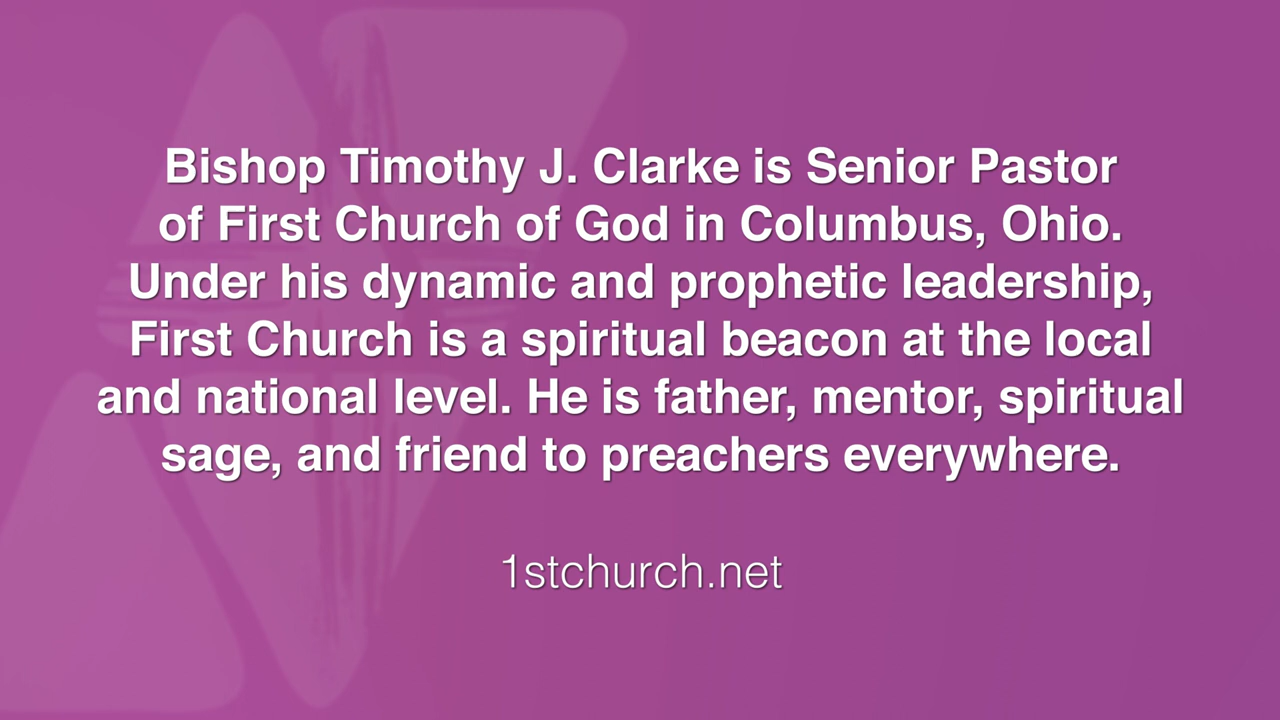 Bishop Timothy J. Clarke is Senior Pastor
of First Church of God in Columbus, Ohio.
Under his dynamic and prophetic leadership,
First Church is a spiritual beacon at the local
and national level. He is father, mentor, spiritual
sage, and friend to preachers everywhere.
1stchurch.net